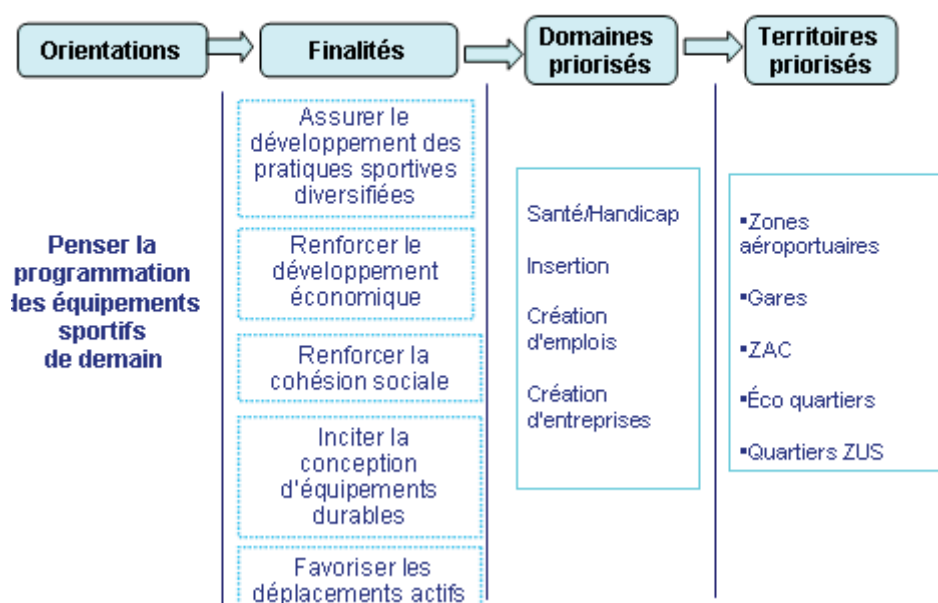 Orientations
Finalités
Domaines
priorisés
Territoires
priorisés
Penser la
programmation
des équipements
sportifs
de demain
Assurer le
développement des
pratiques sportives
diversifiées
Renforcer le
développement
économique
Renforcer la
cohésion sociale
Inciter la
conception
d'équipements
durables
Favoriser les
déplacements actifs
Santé/Handicap
Insertion
Création
d'emplois
Création
d'entreprises
▪Zones
aéroportuaires
▪Gares
▪ZAC
▪Éco quartiers
▪Quartiers ZUS